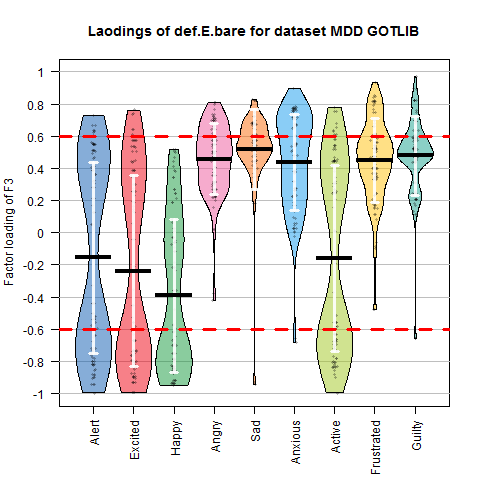 Laodings of def.E.bare for dataset MDD GOTLIB
Factor loading of F3
1
0.8
0.6
0.4
0.2
0
-0.2
-0.4
-0.6
-0.8
-1
Alert
Excited
Happy
Angry
Sad
Anxious
Active
Frustrated
Guilty